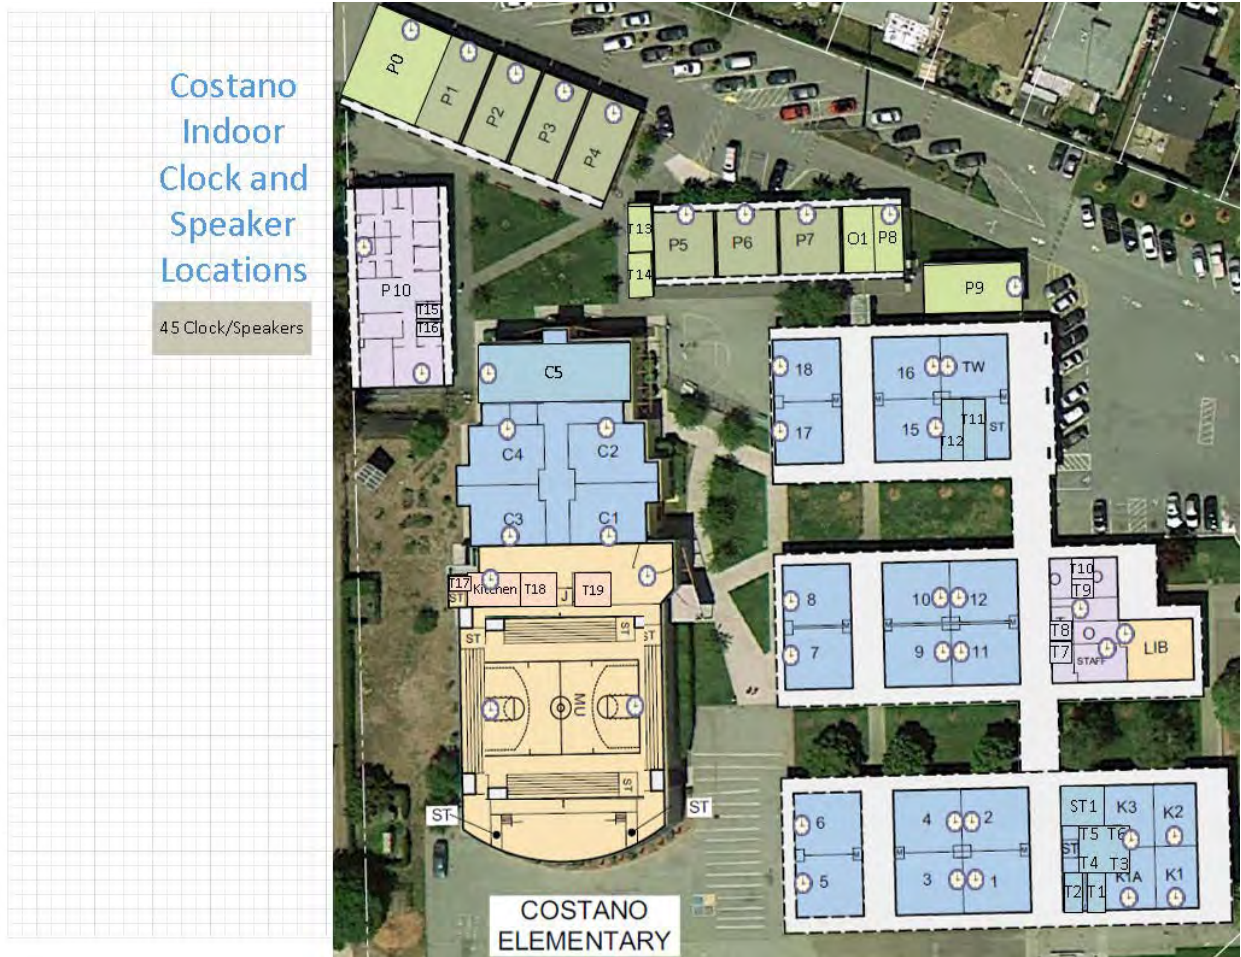 Costano
Indoor
Clock and
Speaker
Locations
45 Clock/Speakers
P0
P1
P2
P3
P4
T13
T14
P5
P6
P7
O1
P8
P9
P10
T15
T16
C5
C4
C2
C3
C1
18
17
16
TW
15
T12
T11
ST
T17
ST
Kitchen
T18
J
T19
ST
ST
ST
MU
ST
ST
ST
8
7
10
12
9
11
T10
T9
O
O
T8
T7
O
STAFF
LIB
6
5
4
2
3
1
ST1
K3
K2
ST
T5
T6
T4
T3
T2
T1
K1A
K1
COSTANO
ELEMENTARY